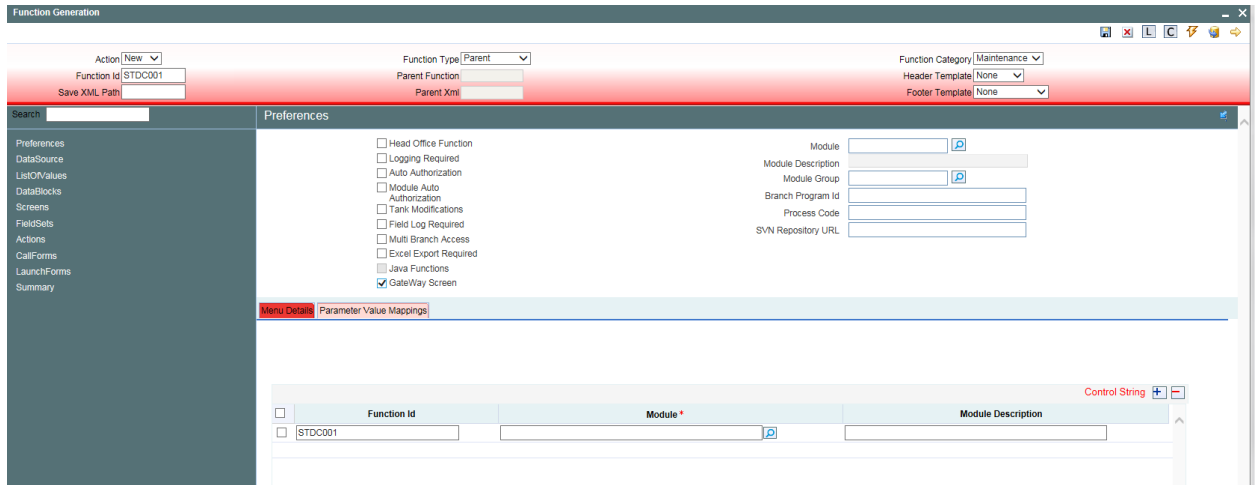 Function Generation
L C
Action New Function Type Parent Function Category Maintenance
Function Id STDC001 Parent Function Header Template None
Save XML Path Parent Xml Footer Template None
Search Preferences
Preferences
DataSource
ListOfValues
DataBlocks
Screens
FieldSets
Actions
CallForms
LaunchForms
Summary
Head Office Function
Logging Required
Auto Authorization
Module Auto
Authorization
Tank Modifications
Field Log Required
Multi Branch Access
Excel Export Required
Java Functions
GateWay Screen
Module
Module Description
Module Group
Branch Program Id
Process Code
SVN Repository URL
Menu Details Parameter Value Mappings
Control String
Function Id Module * Module Description
STDC001